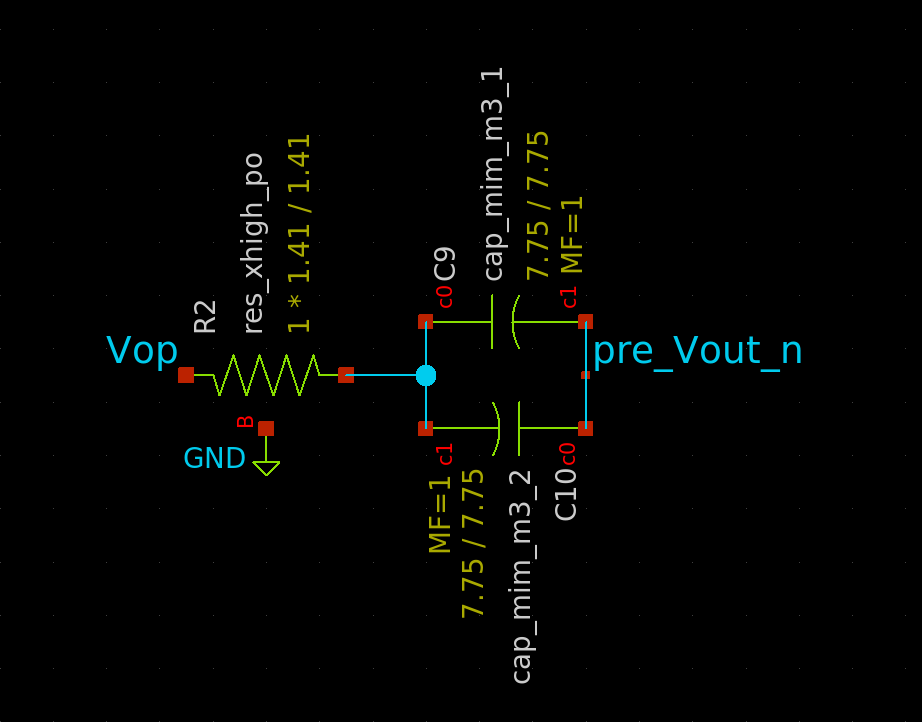 Vop
R2
res_xhigh_po
1 * 1.41 / 1.41
B
GND
C9
cap_mim_m3_1
7.75 / 7.75
MF=1
c0
c1
pre_Vout_n
c1
c0
MF=1
7.75 / 7.75
cap_mim_m3_2
C10